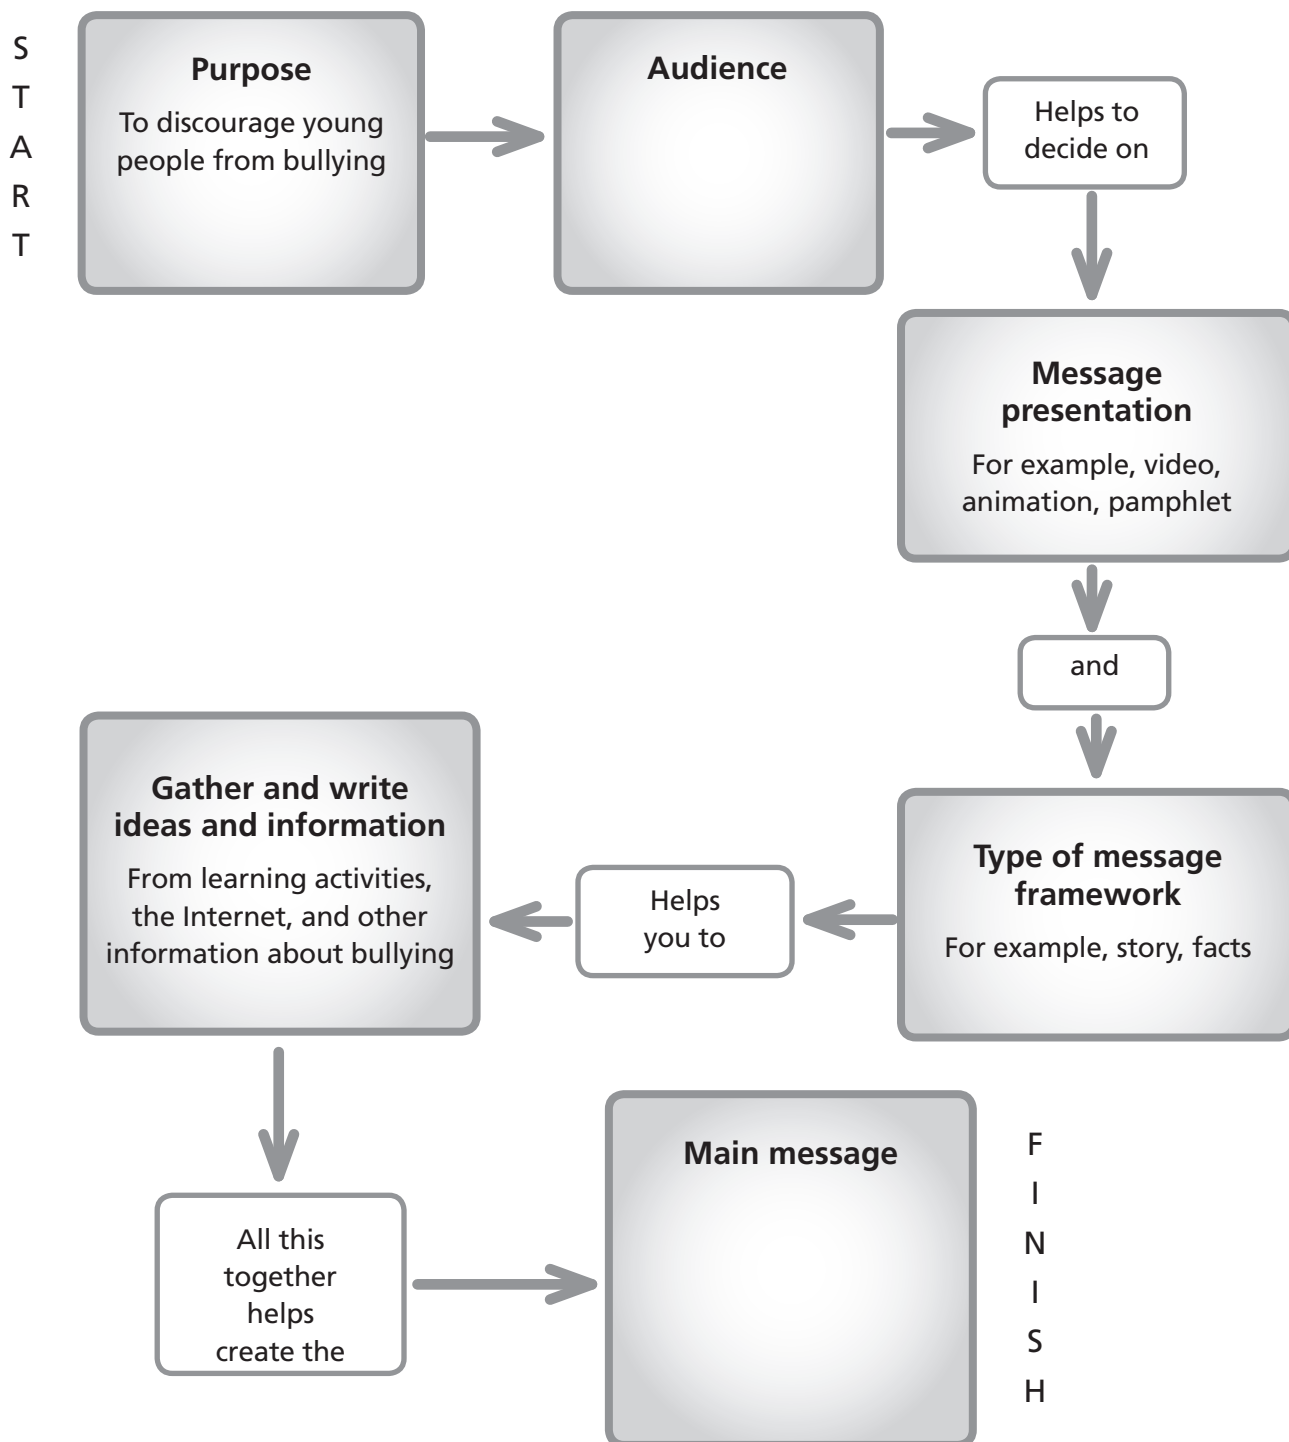 S
T
A
R
T
Purpose
To discourage young
people from bullying
Audience
Helps to
decide on
Message
presentation
For example, video,
animation, pamphlet
and
Type of message
framework
For example, story, facts
Helps
you to
Gather and write
ideas and information
From learning activities,
the Internet, and other
information about bullying
All this
together
helps
create the
Main message
F
I
N
I
S
H